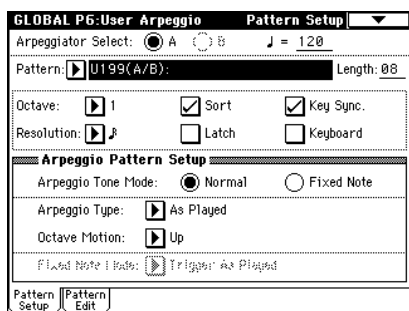 GLOBAL P6:User Arpeggio Pattern Setup
Arpeggiator Select: A B ♩ = 120
Pattern: U199(A/B): Length: 08
Octave: 1 Sort Key Sync.
Resolution: ♪ Latch Keyboard
Arpeggio Pattern Setup
Arpeggio Tone Mode: Normal Fixed Note
Arpeggio Type: As Played
Octave Motion: Up
Fixed Note Mode: Trigger As Played
Pattern Setup Pattern Edit